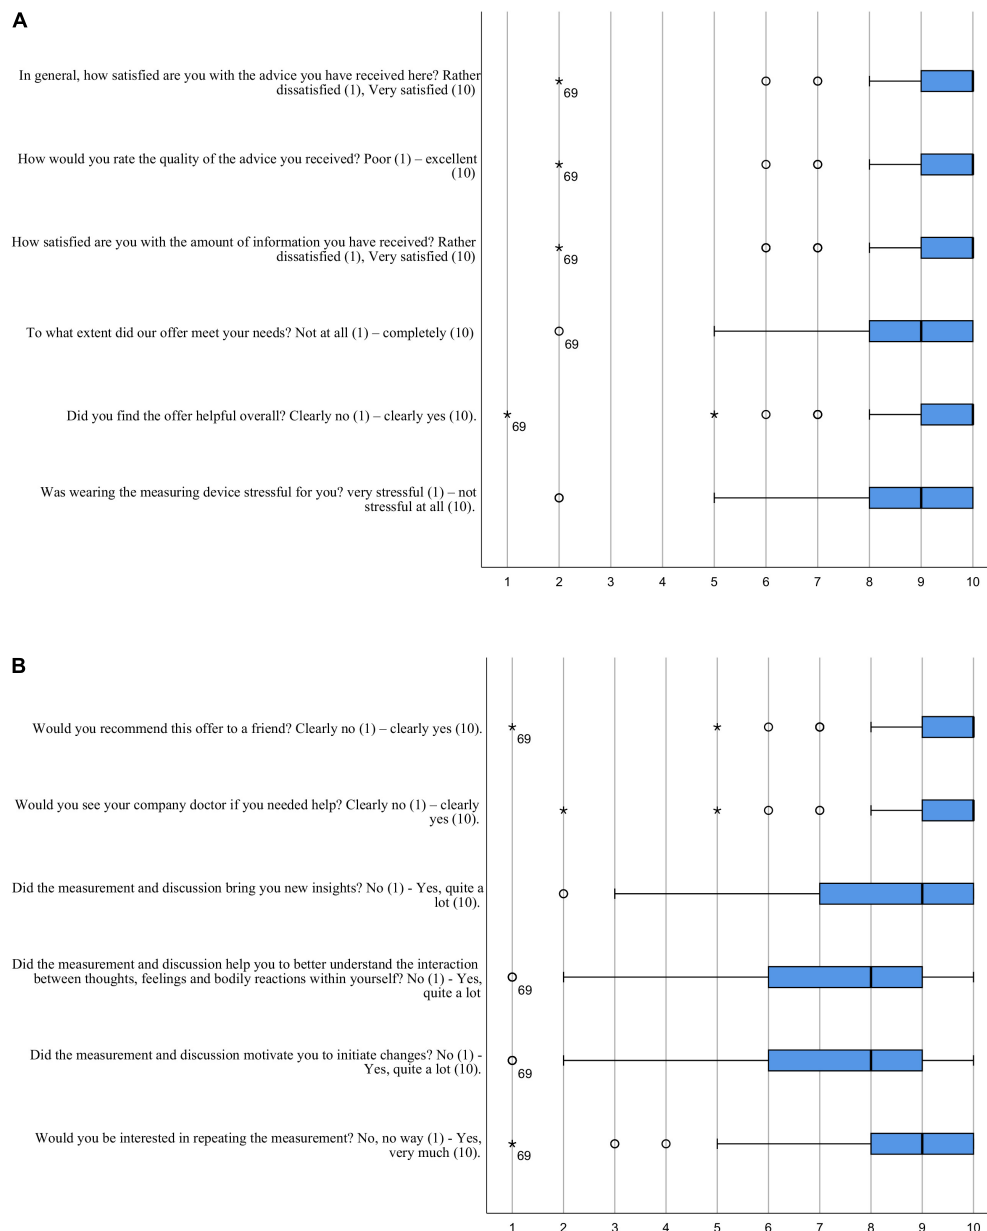 A
In general, how satisfied are you with the advice you have received here? Rather
dissatisfied (1), Very satisfied (10)
69
How would you rate the quality of the advice you received? Poor (1) – excellent
(10)
69
How satisfied are you with the amount of information you have received? Rather
dissatisfied (1), Very satisfied (10)
69
To what extent did our offer meet your needs? Not at all (1) – completely (10)
69
Did you find the offer helpful overall? Clearly no (1) – clearly yes (10).
69
Was wearing the measuring device stressful for you? very stressful (1) – not
stressful at all (10).
1 2 3 4 5 6 7 8 9 10
B
Would you recommend this offer to a friend? Clearly no (1) – clearly yes (10).
69
Would you see your company doctor if you needed help? Clearly no (1) – clearly
yes (10).
Did the measurement and discussion bring you new insights? No (1) - Yes, quite a
lot (10).
Did the measurement and discussion help you to better understand the interaction
between thoughts, feelings and bodily reactions within yourself? No (1) - Yes,
quite a lot
69
Did the measurement and discussion motivate you to initiate changes? No (1) -
Yes, quite a lot (10).
69
Would you be interested in repeating the measurement? No, no way (1) - Yes,
very much (10).
69
1 2 3 4 5 6 7 8 9 10